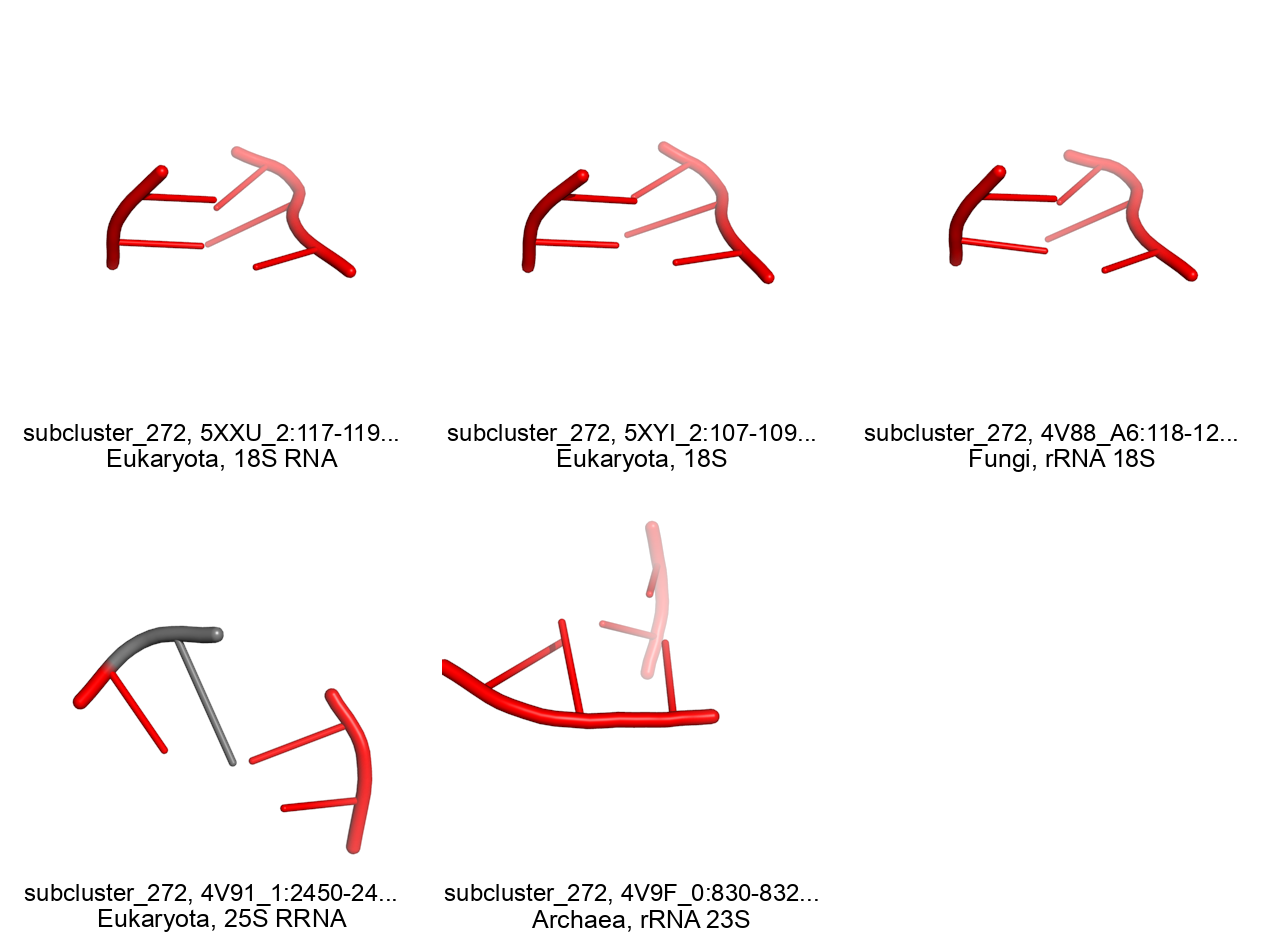 subcluster_272, 5XXU_2:117-119...
Eukaryota, 18S RNA
subcluster_272, 5XYI_2:107-109...
Eukaryota, 18S
subcluster_272, 4V88_A6:118-12...
Fungi, rRNA 18S
subcluster_272, 4V91_1:2450-24...
Eukaryota, 25S RRNA
subcluster_272, 4V9F_0:830-832...
Archaea, rRNA 23S